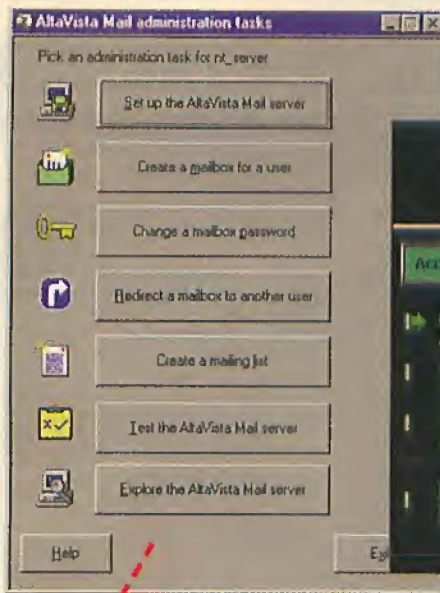 AltaVista Mail administration tasks
Pick an administration task for nt_server
Set up the AltaVista Mail server
Create a mailbox for a user
Change a mailbox password
Redirect a mailbox to another user
Create a mailing list
Test the AltaVista Mail server
Explore the AltaVista Mail server
Help